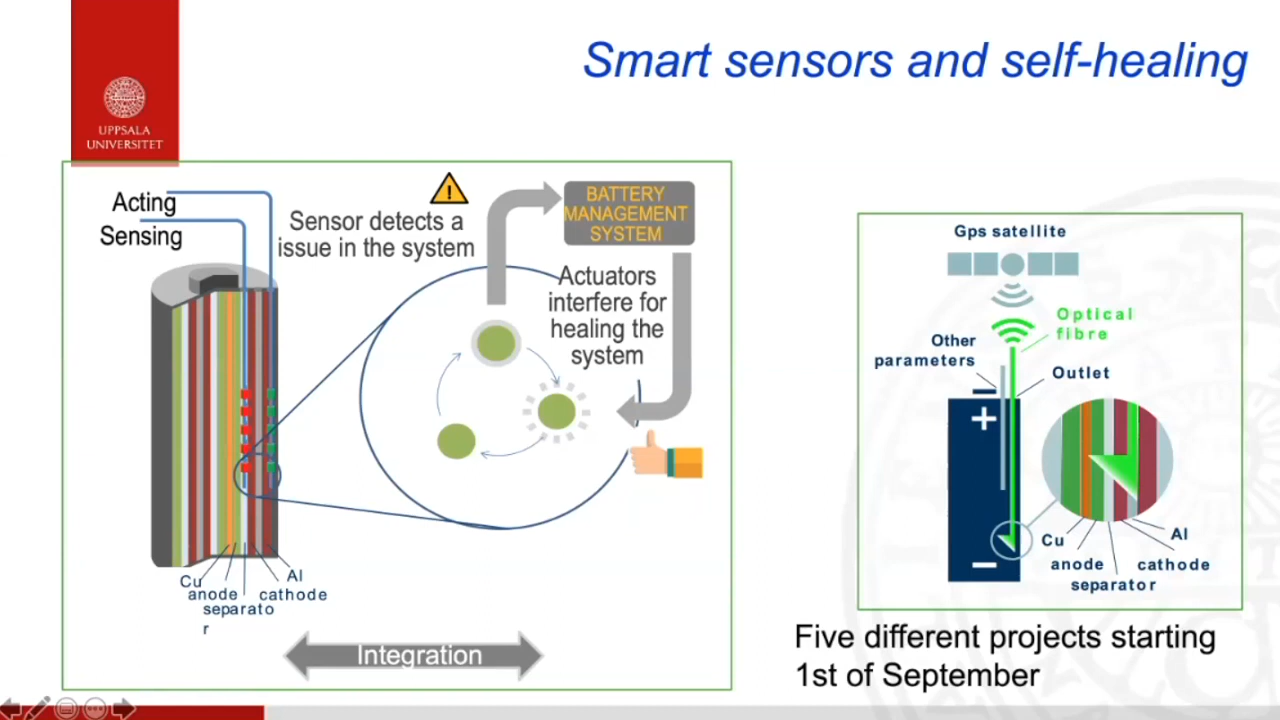 Smart sensors and self-healing
UPPSALA
UNIVERSITET
Acting
Sensing
Sensor detects a
issue in the system
BATTERY
MANAGEMENT
SYSTEM
Actuators
interfere for
healing the
system
Cu
anode
separato
r
Al
cathode
Integration
Gps satellite
Optical
fibre
Other
parameters
Outlet
+
Cu
anode
separator
Al
cathode
Five different projects starting
1st of September